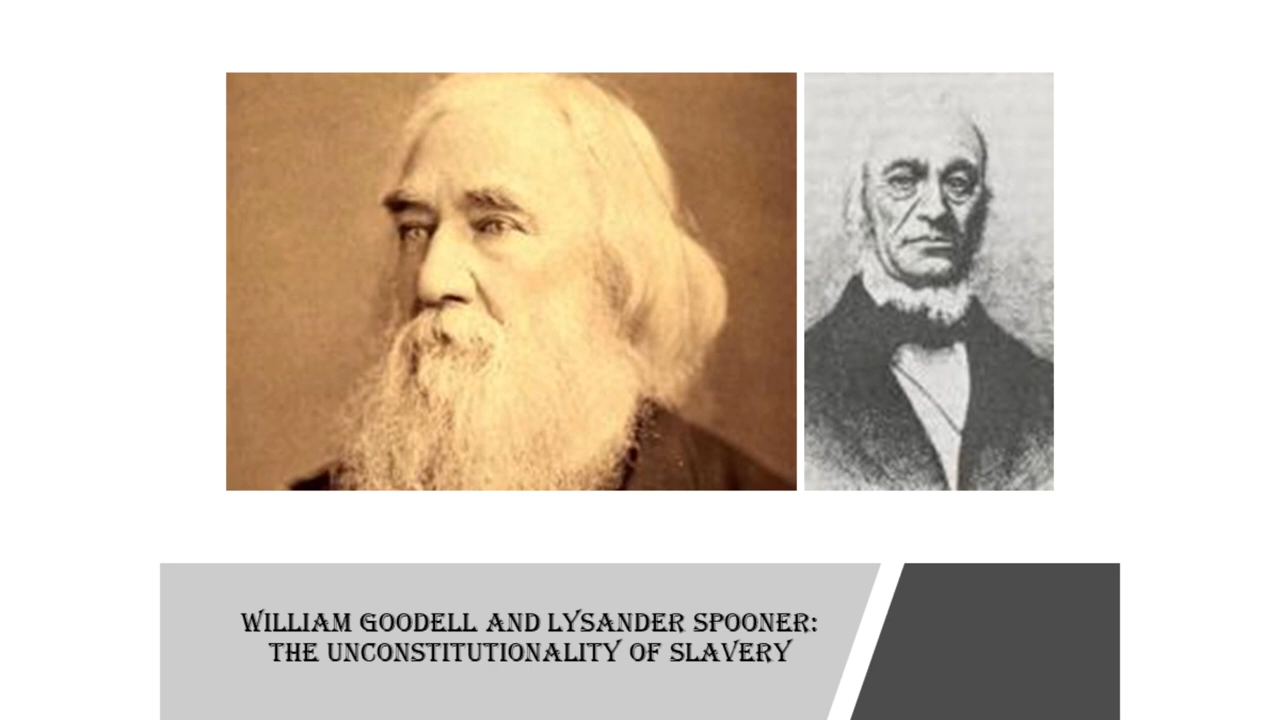 WILLIAM GOODELL AND LYSANDER SPOONER:
THE UNCONSTITUTIONALITY OF SLAVERY